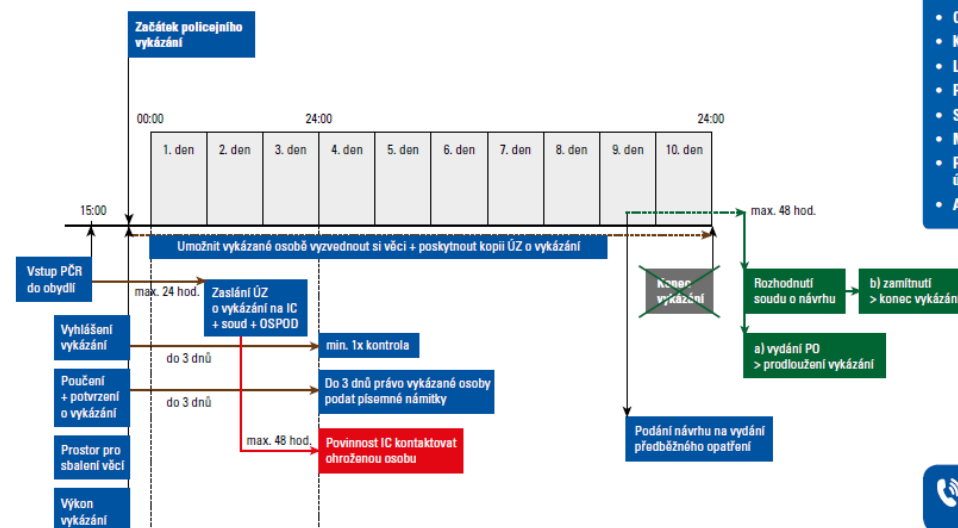 Začátek policejního
vykázání
00:00
24:00
24:00
1. den
2. den
3. den
4. den
5. den
6. den
7. den
8. den
9. den
10. den
15:00
max. 48 hod.
Umožnit vykázané osobě vyzvednout si věci + poskytnout kopii ÚZ o vykázání
Vstup PČR
do obydlí
max. 24 hod.
Zaslání ÚZ
o vykázání na IC
+ soud + OSPOD
Konec
vykázání
Rozhodnutí
soudu o návrhu
b) zamítnutí
> konec vykázán
Vyhlášení
vykázání
do 3 dnů
min. 1x kontrola
a) vydání PO
> prodloužení vykázání
Poučení
+ potvrzení
o vykázání
do 3 dnů
Do 3 dnů právo vykázané osoby
podat písemné námitky
Prostor pro
sbalení věcí
max. 48 hod.
Povinnost IC kontaktovat
ohroženou osobu
Podání návrhu na vydání
předběžného opatření
Výkon
vykázání